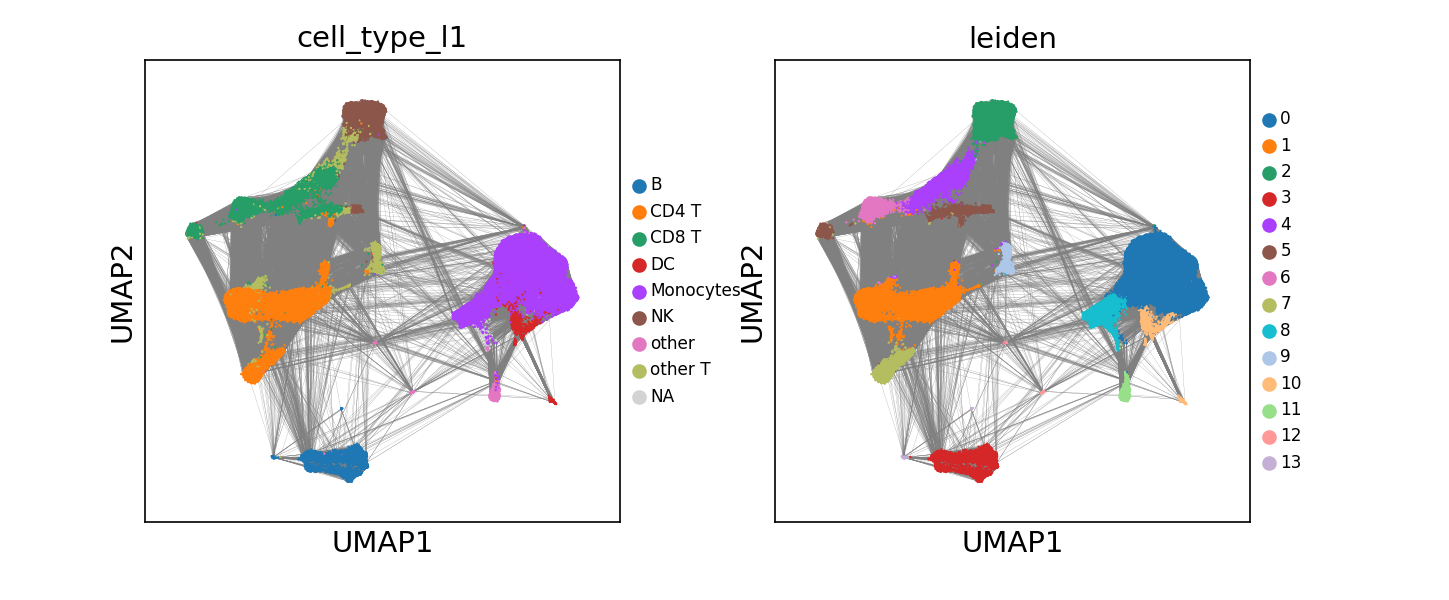 cell_type_l1
UMAP2
UMAP1
B
CD4 T
CD8 T
DC
Monocytes
NK
other
other T
NA
leiden
UMAP2
UMAP1
0
1
2
3
4
5
6
7
8
9
10
11
12
13